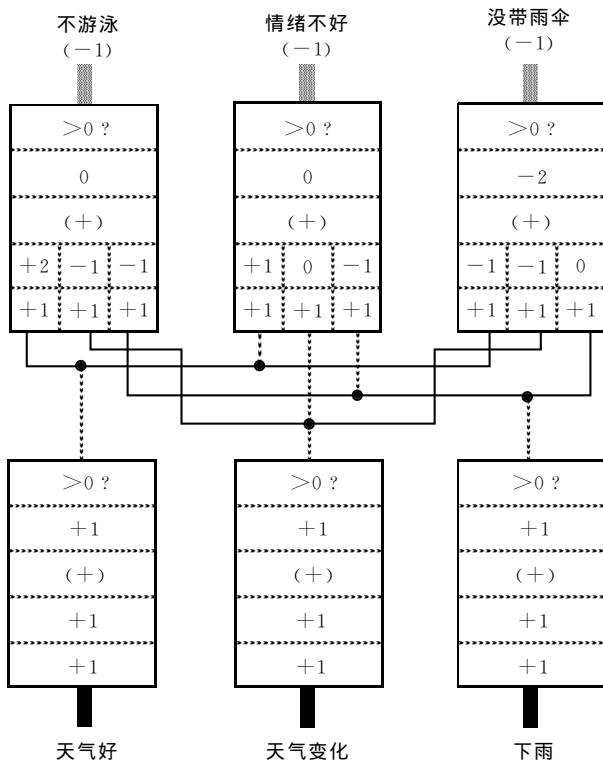 不游泳 情绪不好 没带雨伞
(-1) (-1) (-1)
>0? >0? >0?
0 0 -2
(+) (+) (+)
+2 -1 -1 +1 0 -1 -1 -1 0
+1 +1 +1 +1 +1 +1 +1 +1 +1
>0? >0? >0?
+1 +1 +1
(+) (+) (+)
+1 +1 +1
+1 +1 +1
天气好 天气变化 下雨